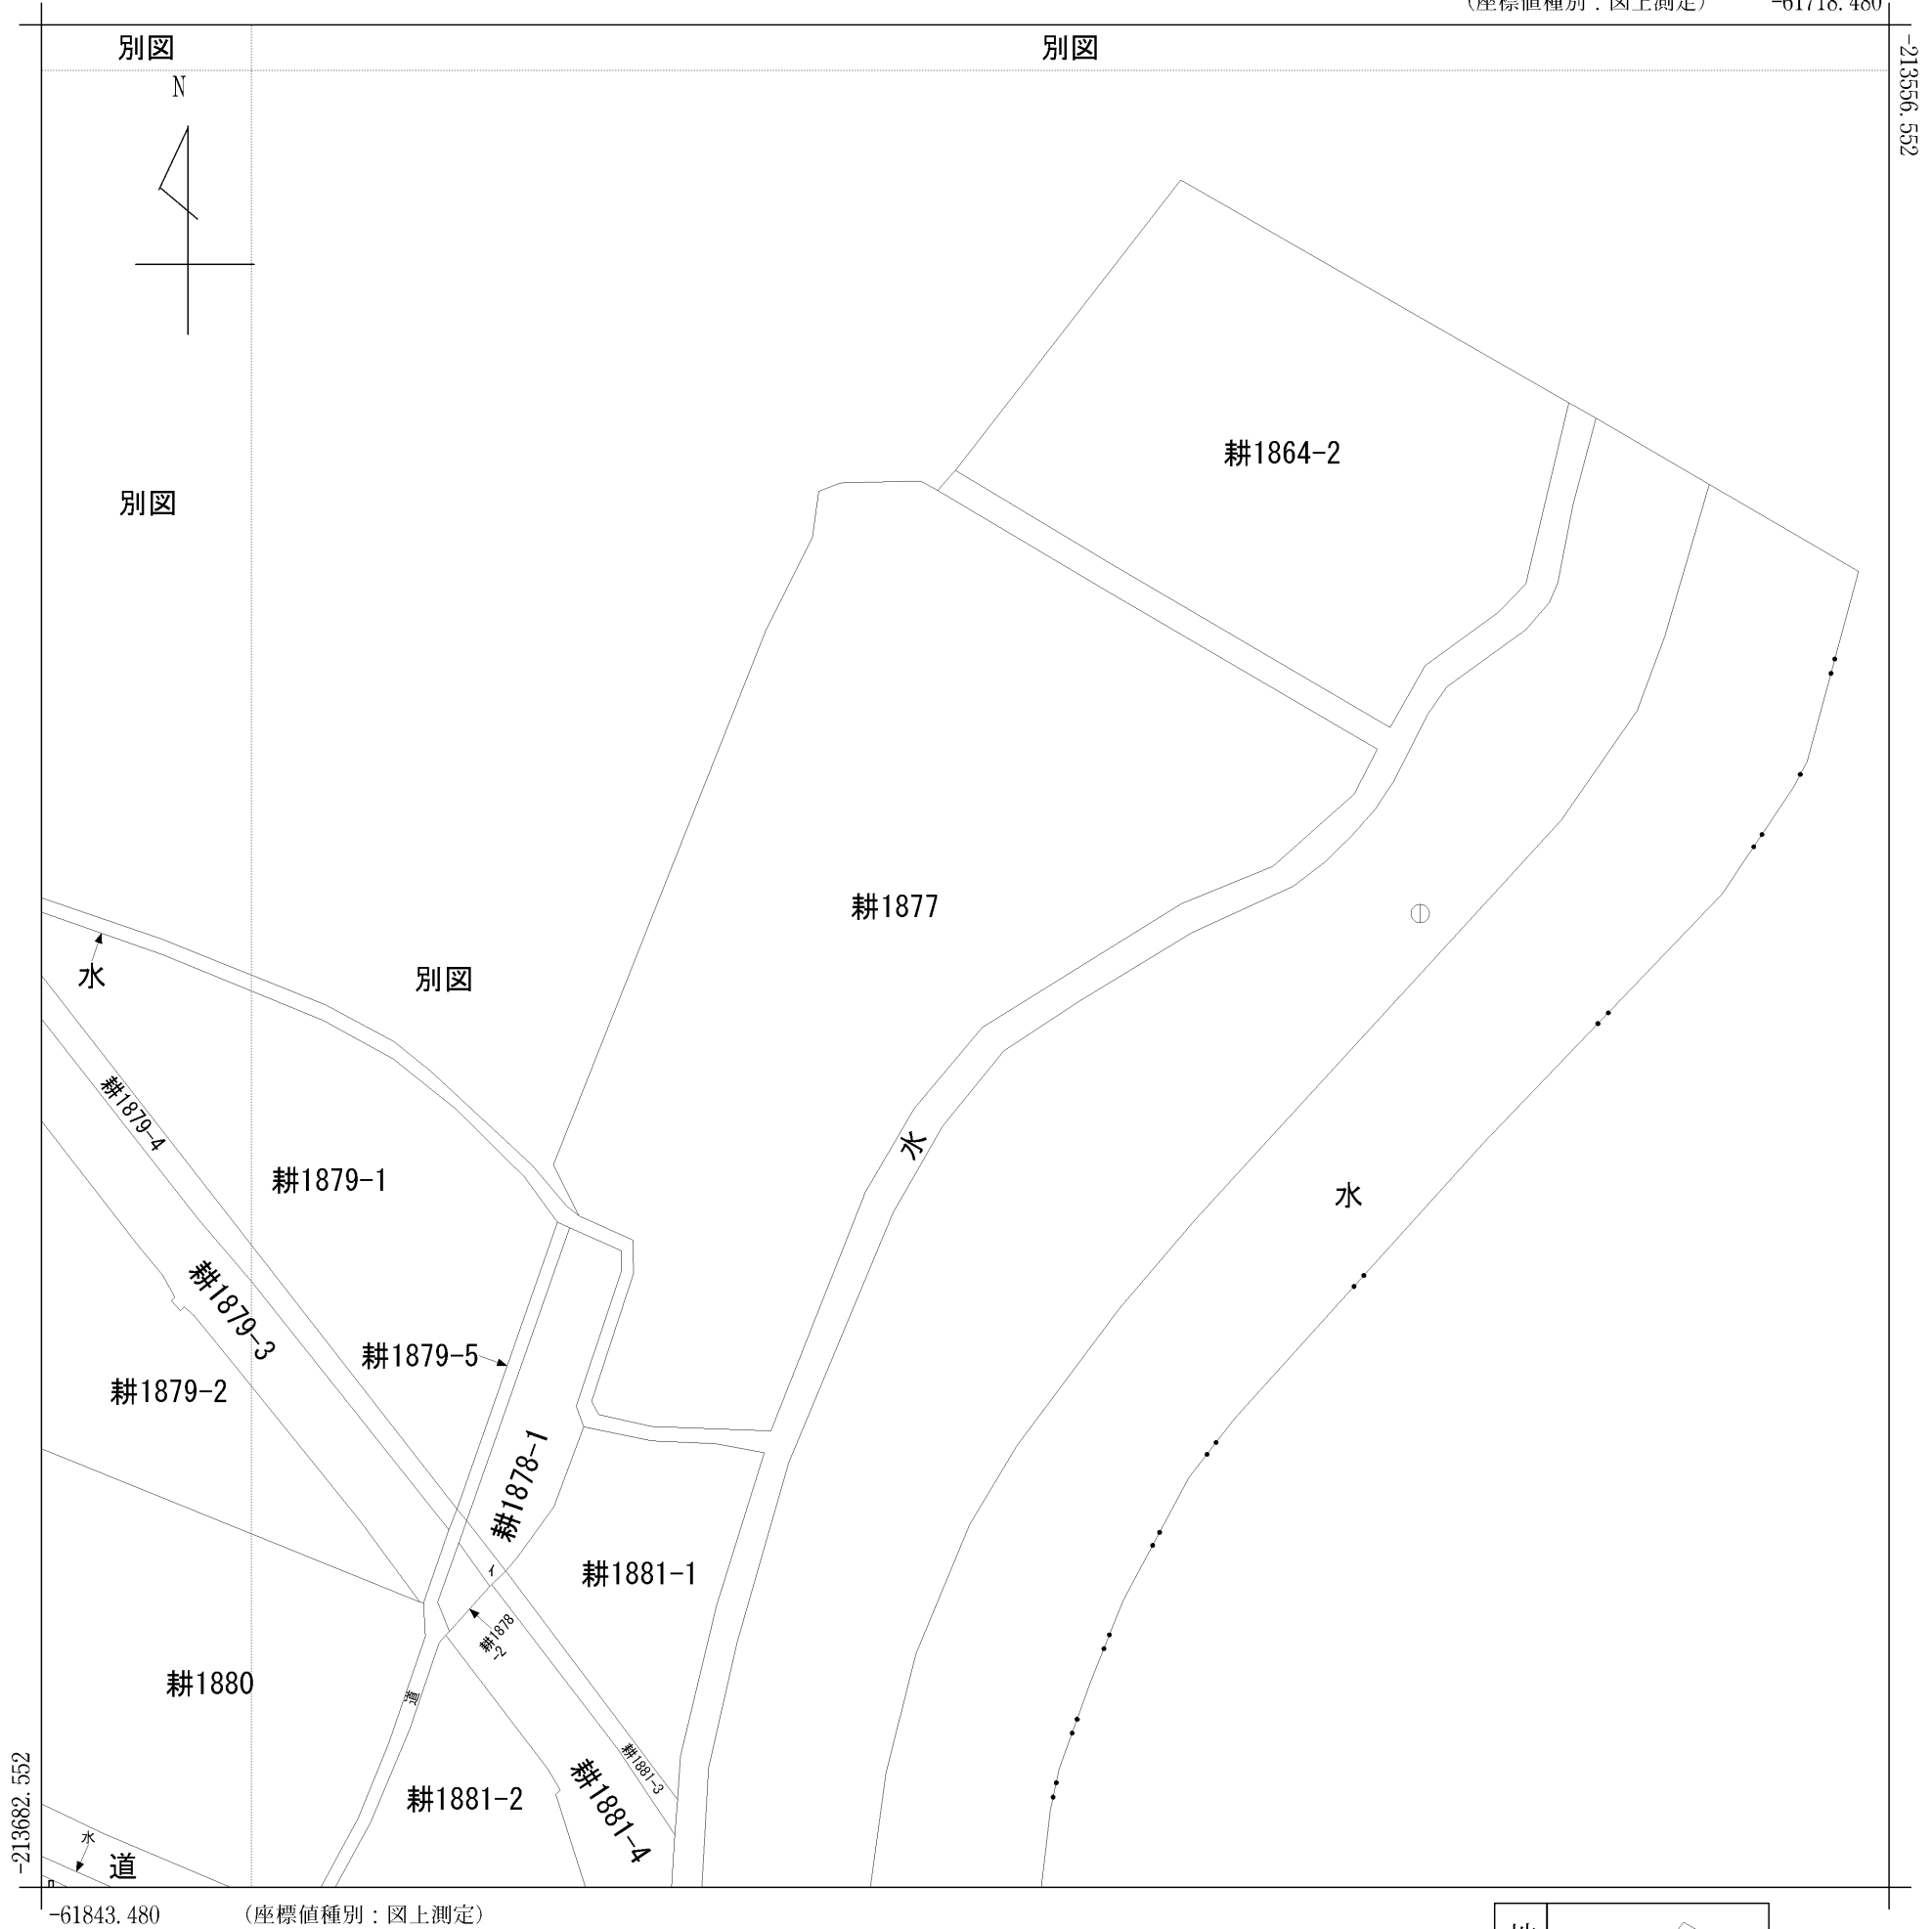 (座標値種別：図上測定) -61718.480
-213556.552
別図
別図
N
別図
耕1864-2
耕1877
別図
水
耕1879-4
耕1879-1
水
水
耕1879-3
耕1879-5
耕1879-2
耕1878-1
イ
耕1881-1
耕1878
-2
耕1880
道
耕1881-3
耕1881-2
耕1881-4
-213682.552
水
道
-61843.480 (座標値種別：図上測定)